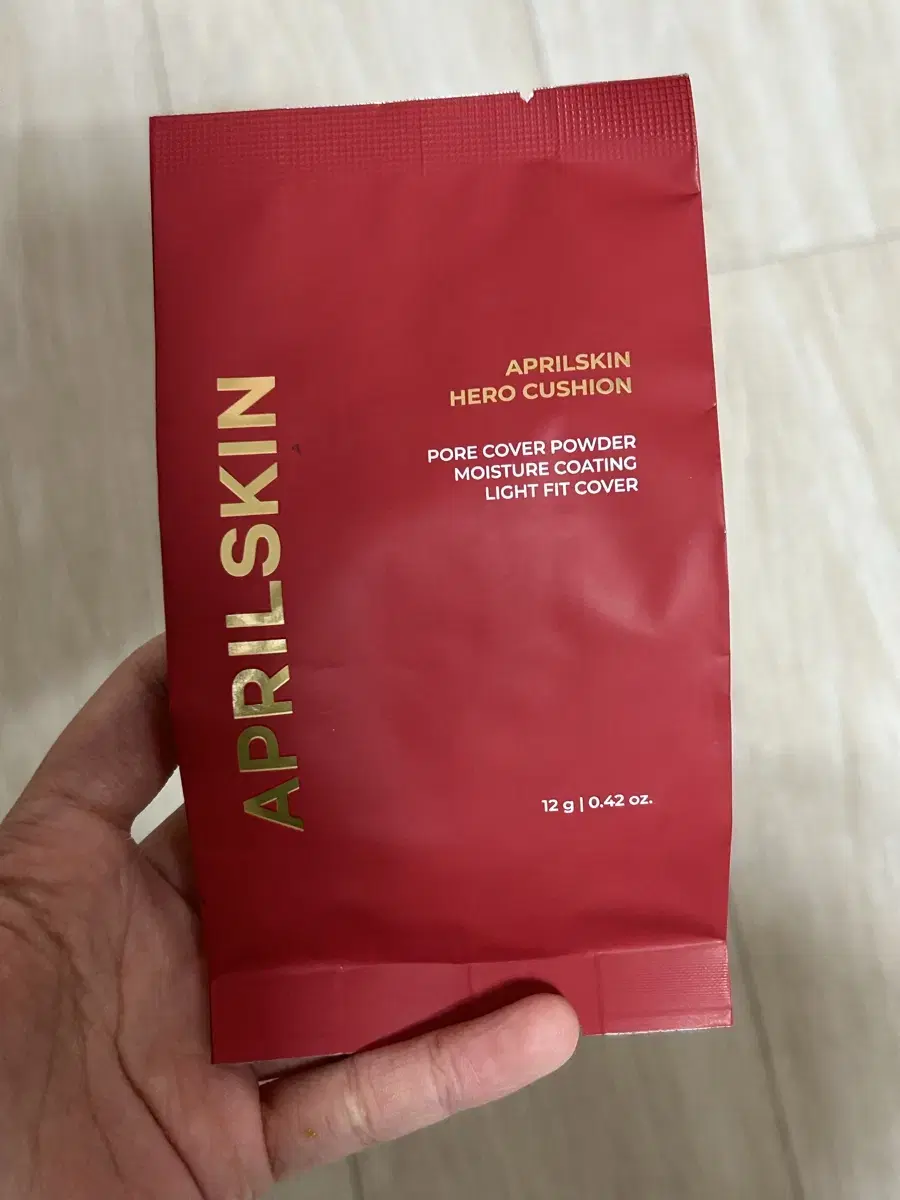 APRILSKIN
APRILSKIN
HERO CUSHION
PORE COVER POWDER
MOISTURE COATING
LIGHT FIT COVER
12 g | 0.42 oz.